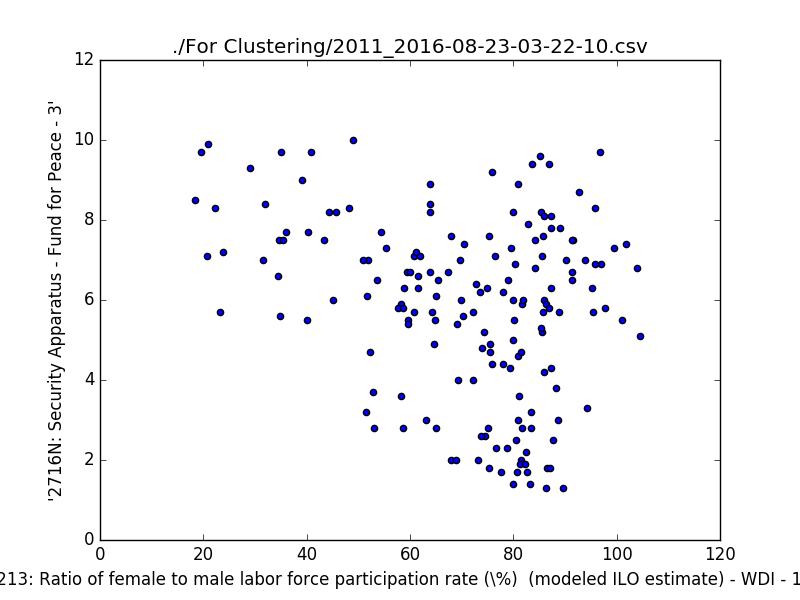 ./For Clustering/2011_2016-08-23-03-22-10.csv
'2716N: Security Apparatus - Fund for Peace - 3'
12
10
8
6
4
2
0
0 20 40 60 80 100 120
213: Ratio of female to male labor force participation rate (\%) (modeled ILO estimate) - WDI - 1